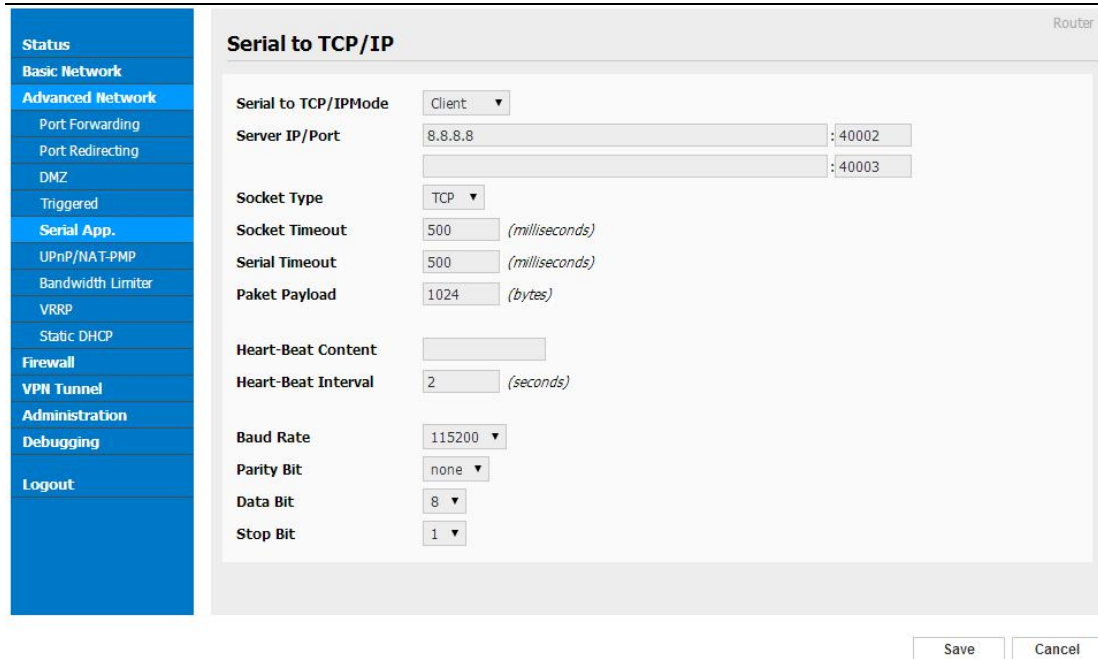 Router
Status
Basic Network
Advanced Network
Port Forwarding
Port Redirecting
DMZ
Triggered
Serial App.
UPnP/NAT-PMP
Bandwidth Limiter
VRRP
Static DHCP
Firewall
VPN Tunnel
Administration
Debugging
Logout
Serial to TCP/IP
Serial to TCP/IPMode Client
Server IP/Port 8.8.8.8 : 40002
: 40003
Socket Type TCP
Socket Timeout 500 (milliseconds)
Serial Timeout 500 (milliseconds)
Paket Payload 1024 (bytes)
Heart-Beat Content
Heart-Beat Interval 2 (seconds)
Baud Rate 115200
Parity Bit none
Data Bit 8
Stop Bit 1
Save Cancel